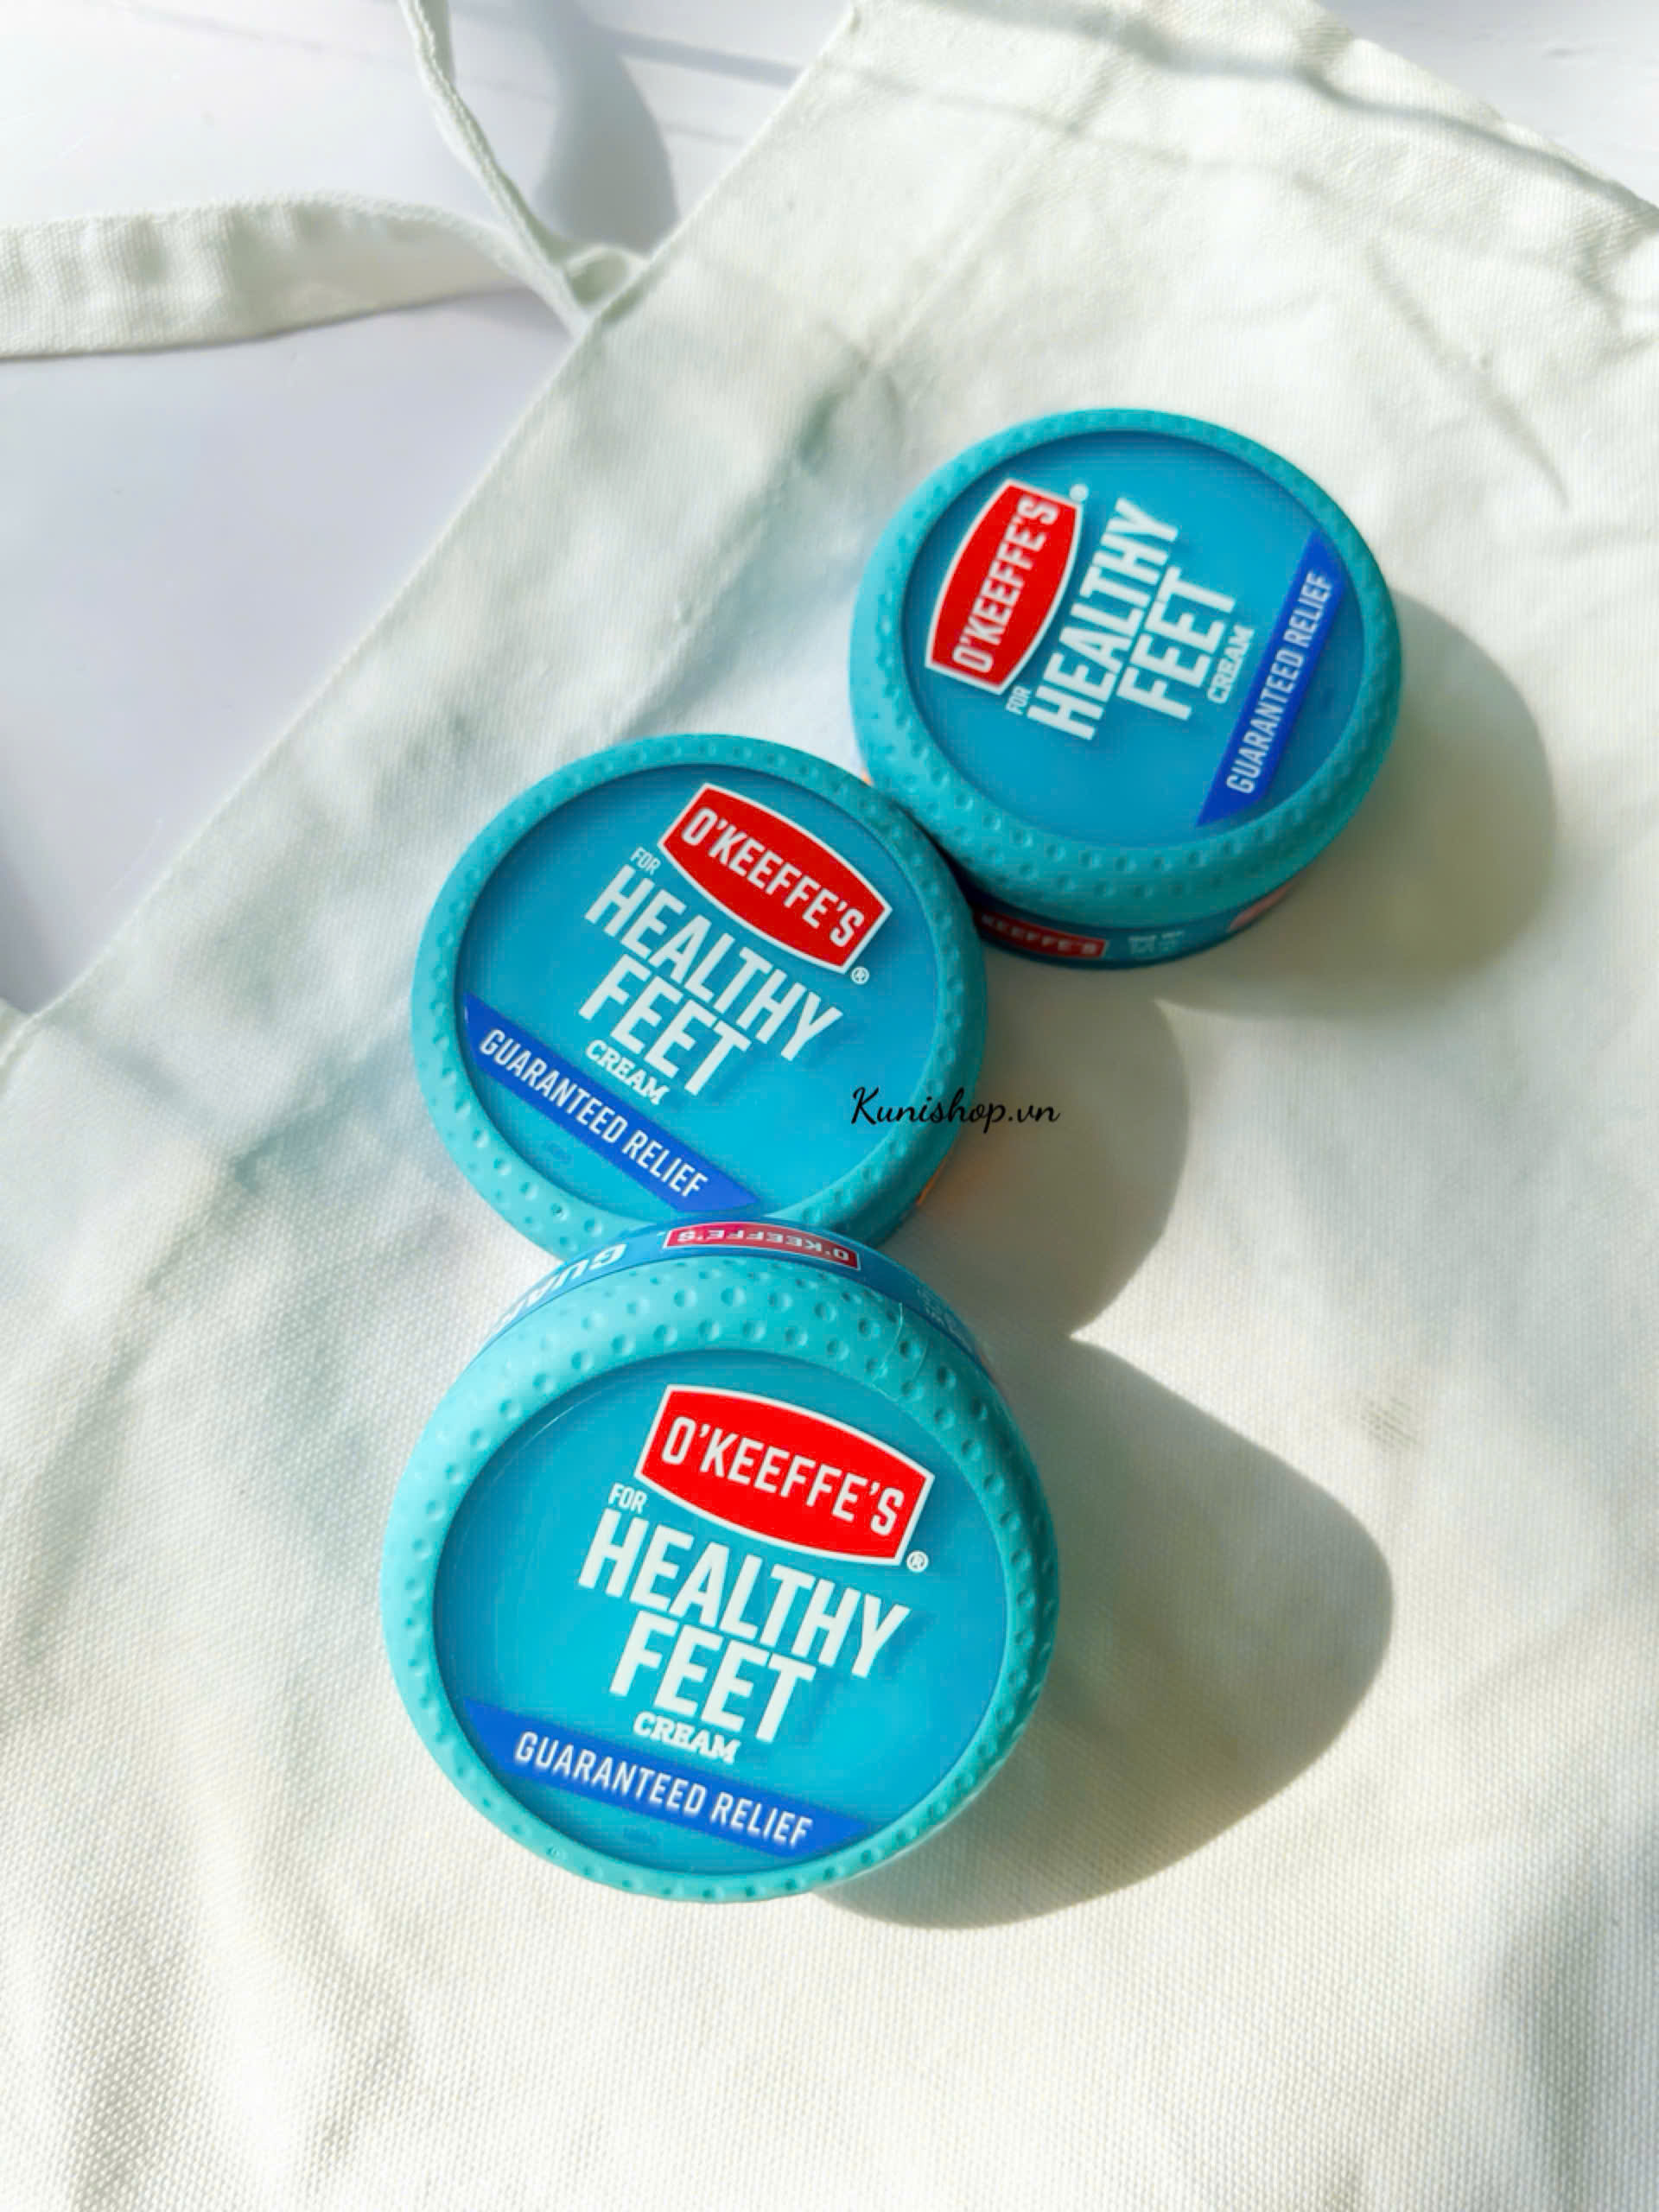 O'KEEFFE'S®
FOR
HEALTHY
FEET
CREAM
GUARANTEED RELIEF
KEEFFE'S
O'KEEFFE'S®
FOR
HEALTHY
FEET
CREAM
GUARANTEED RELIEF
Kunishop.vn
O'KEEFFE'S
O'KEEFFE'S®
FOR
HEALTHY
FEET
CREAM
GUARANTEED RELIEF